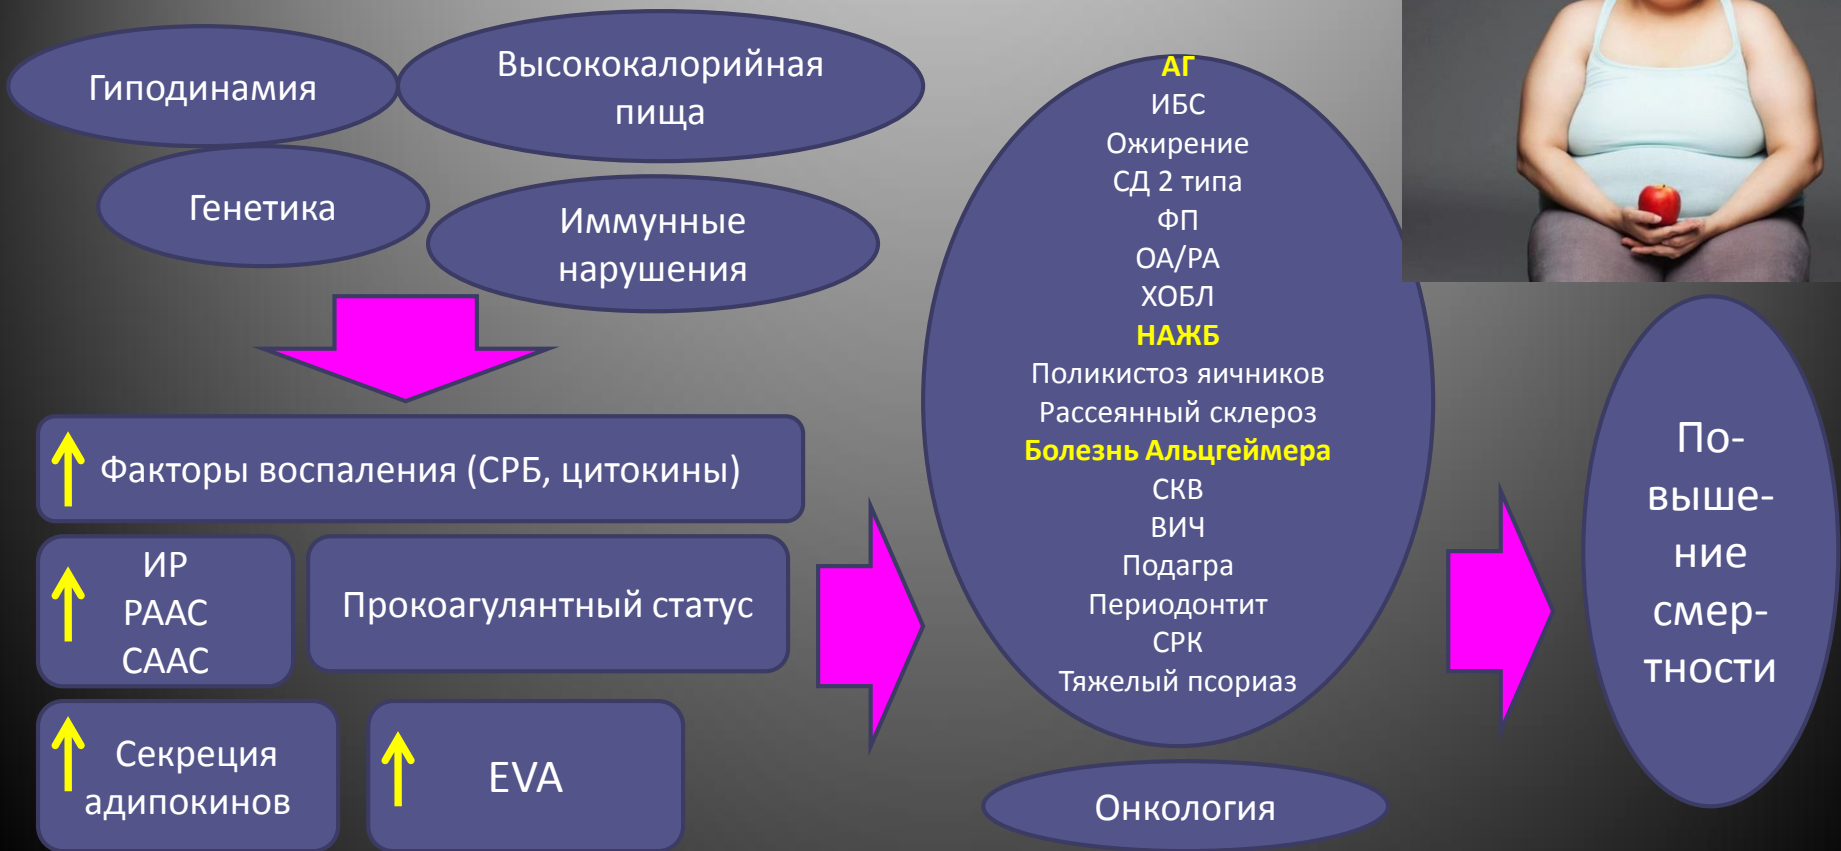 Гиподинамия
Высококалорийная
пища
Генетика
Иммунные
нарушения
Факторы воспаления (СРБ, цитокины)
ИР
РААС
СААС
Прокоагулянтный статус
Секреция
адипокинов
EVA
АГ
ИБС
Ожирение
СД 2 типа
ФП
ОА/РА
ХОБЛ
НАЖБ
Поликистоз яичников
Рассеянный склероз
Болезнь Альцгеймера
СКВ
ВИЧ
Подагра
Периодонтит
СРК
Тяжелый псориаз
Онкология
По-
выше-
ние
смер-
тности